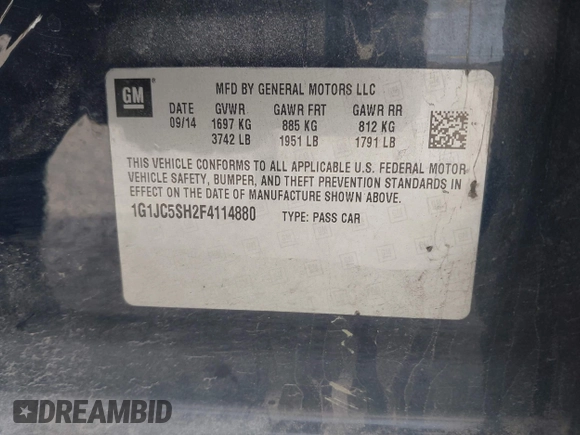 GM
MFD BY GENERAL MOTORS LLC
DATE GVWR GAWR FRT GAWR RR
09/14 1697 KG 885 KG 812 KG
3742 LB 1951 LB 1791 LB
THIS VEHICLE CONFORMS TO ALL APPLICABLE U.S. FEDERAL MOTOR
VEHICLE SAFETY, BUMPER, AND THEFT PREVENTION STANDARDS IN
EFFECT ON THE DATE OF MANUFACTURE SHOWN ABOVE.
1G1JC5SH2F4114880 TYPE: PASS CAR
DREAMBID